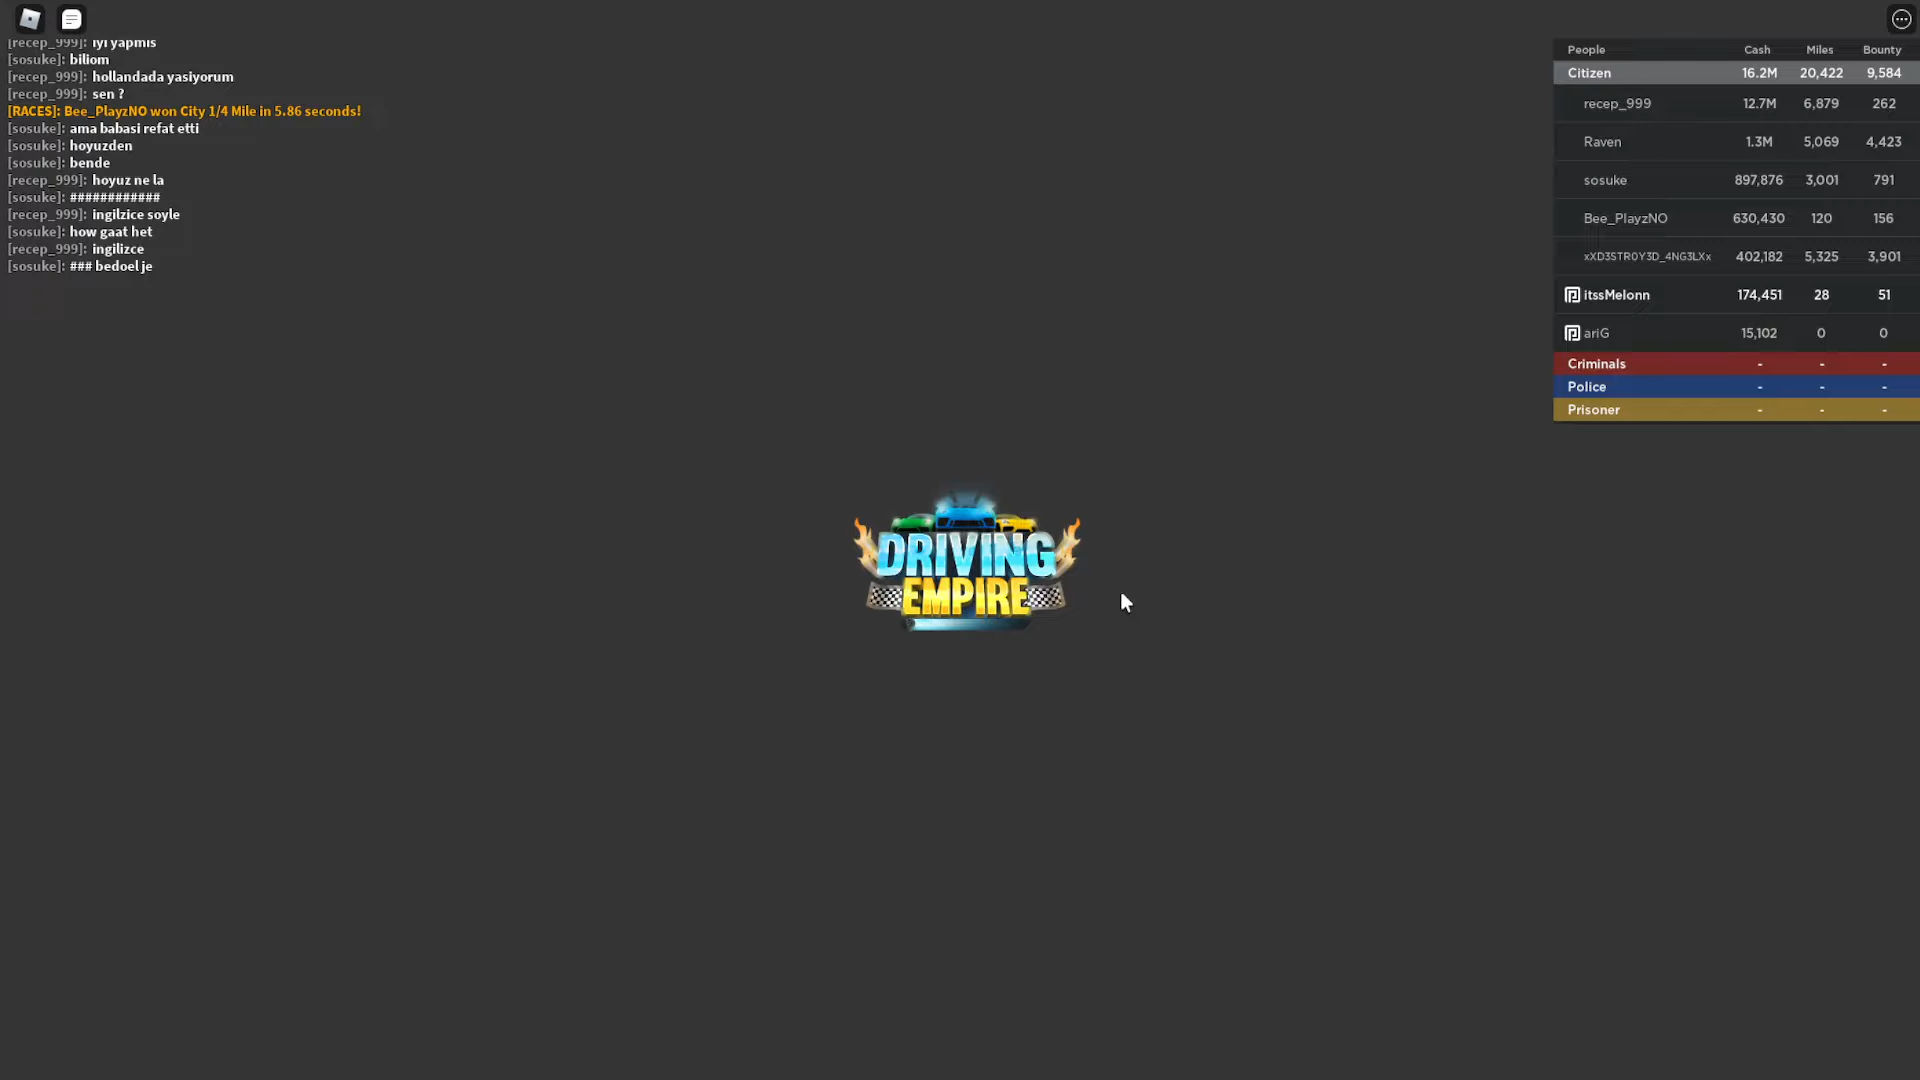 [recep_999]: iyi yapmis
[sosuke]: biliom
[recep_999]: hollandada yasiyorum
[recep_999]: sen ?
[RACES]: Bee_PlayzNO won City 1/4 Mile in 5.86 seconds!
[sosuke]: ama babasi refat etti
[sosuke]: hoyuzden
[sosuke]: bende
[recep_999]: hoyuz ne la
[sosuke]: ############
[recep_999]: ingilzice soyle
[sosuke]: how gaat het
[recep_999]: ingilizce
[sosuke]: ### bedoel je
People Cash Miles Bounty
Citizen 16.2M 20,422 9,584
recep_999 12.7M 6,879 262
Raven 1.3M 5,069 4,423
sosuke 897,876 3,001 791
Bee_PlayzNO 630,430 120 156
xXD3STR0Y3D_4NG3LXx 402,182 5,325 3,901
itssMelonn 174,451 28 51
ariG 15,102 0 0
Criminals - - -
Police - - -
Prisoner - - -
DRIVING
EMPIRE